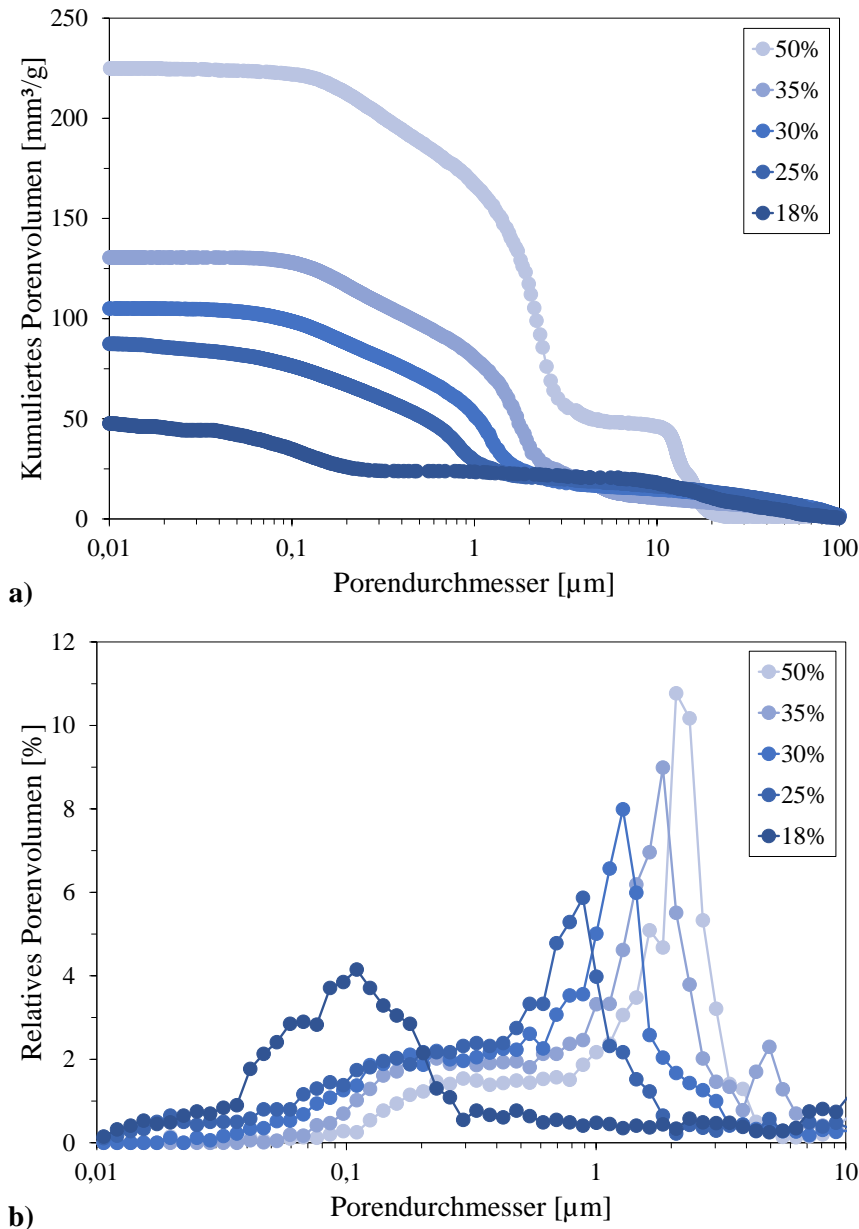 250
200
150
100
50
0
Kumuliertes Porenvolumen [mm³/g]
50%
35%
30%
25%
18%
0,01 0,1 1 10 100
Porendurchmesser [µm]
a)
12
10
8
6
4
2
0
Relatives Porenvolumen [%]
50%
35%
30%
25%
18%
0,01 0,1 1 10
Porendurchmesser [µm]
b)